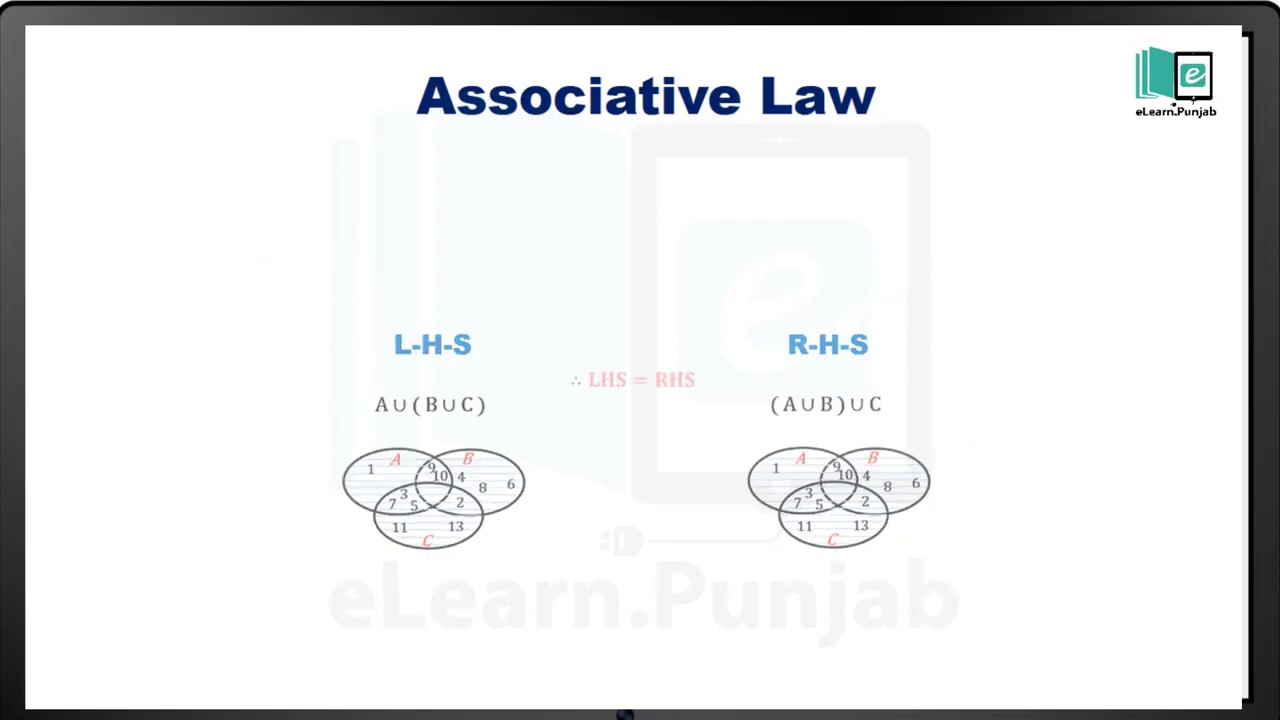 Associative Law
e
eLearn.Punjab
L-H-S
R-H-S
∴ LHS = RHS
A ∪ ( B ∪ C )
( A ∪ B ) ∪ C
1 A 9 10 B 4 8 6
7 3 5 2
11 13
C
1 A 9 10 B 4 8 6
7 3 5 2
11 13
C
e
eLearn.Punjab